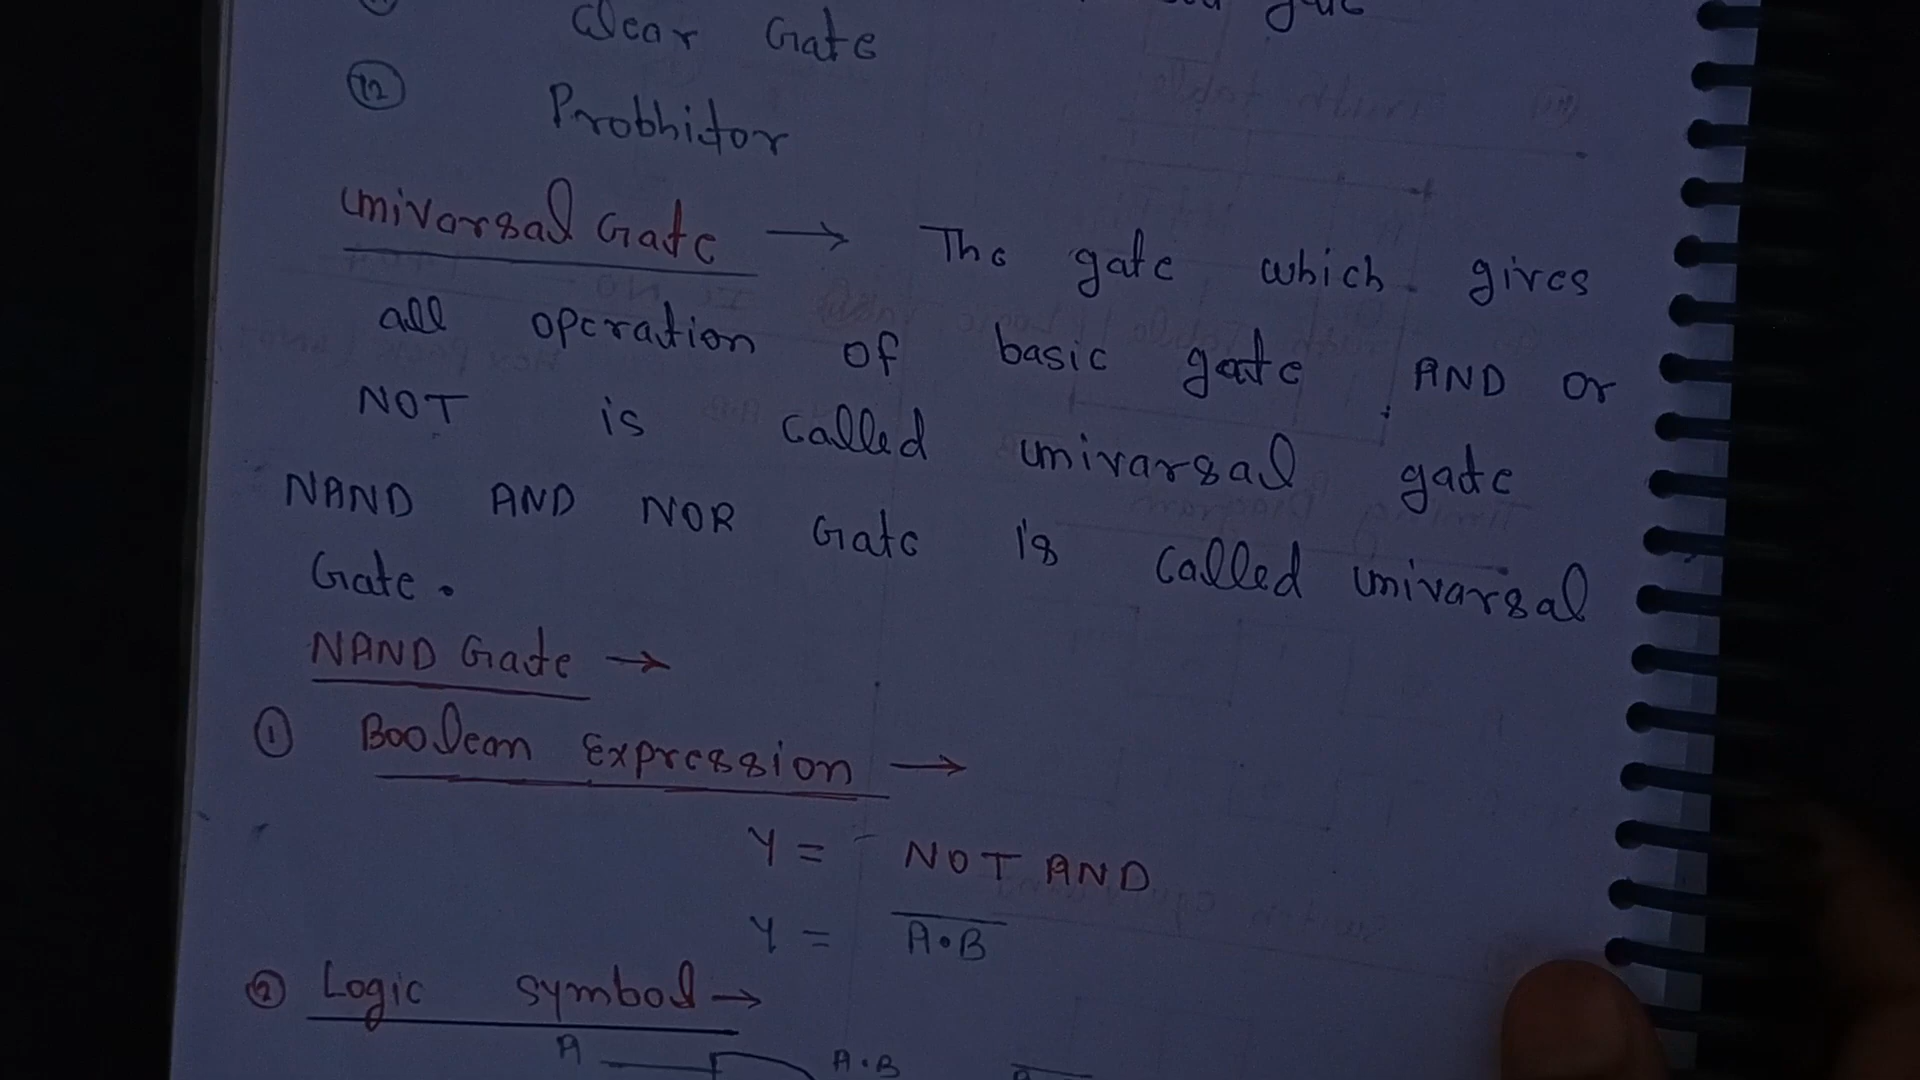 gate
Clear Gate
12 Probhitor
univarsal Gate → The gate which gives
all operation of basic gate AND or
NOT is called univarsal gate
NAND AND NOR Gate is called univarsal
Gate.
NAND Gate →
1 Boolean Expression →
Y = NOT AND
Y = \overline{A•B}
2 Logic symbol →
A A•B